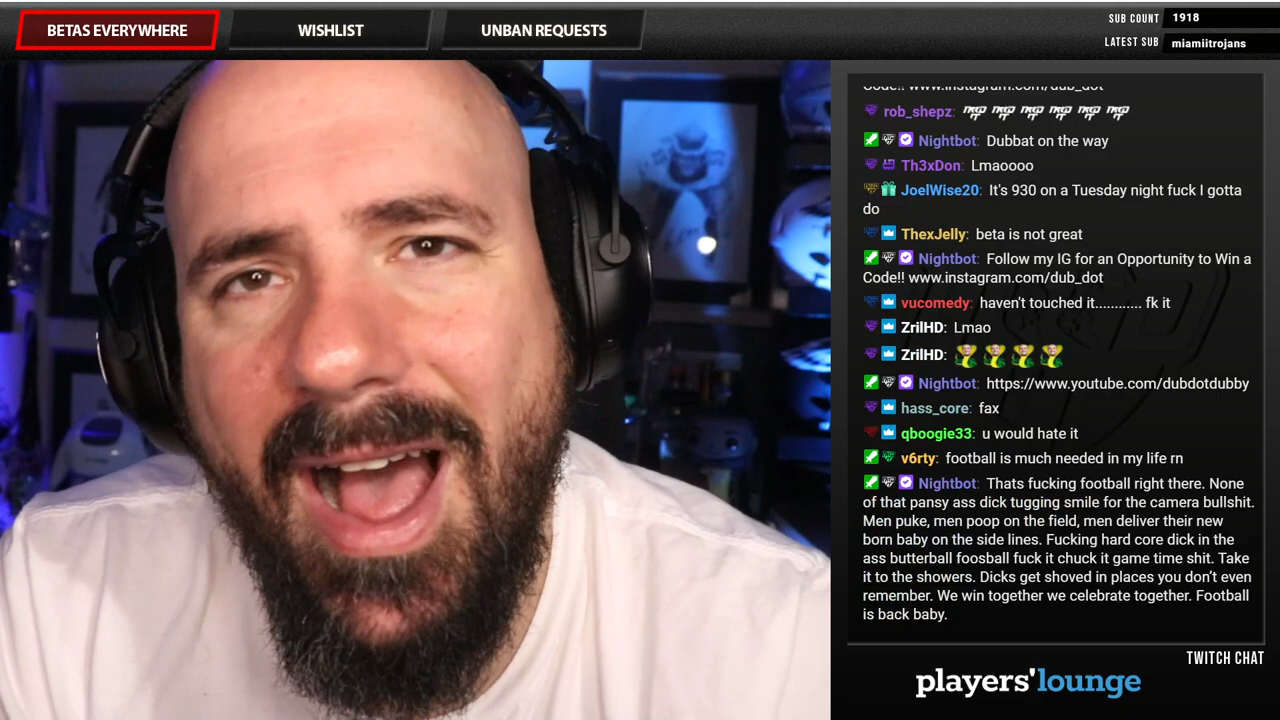 BETAS EVERYWHERE
WISHLIST
UNBAN REQUESTS
SUB COUNT 1918
LATEST SUB miamiitrojans
Code!! www.instagram.com/dub_dot
rob_shepz:
Nightbot: Dubbat on the way
Th3xDon: Lmaoooo
JoelWise20: It's 930 on a Tuesday night fuck I gotta
do
ThexJelly: beta is not great
Nightbot: Follow my IG for an Opportunity to Win a
Code!! www.instagram.com/dub_dot
vucomedy: haven't touched it............ fk it
ZrilHD: Lmao
ZrilHD:
Nightbot: https://www.youtube.com/dubdotdubby
hass_core: fax
qboogie33: u would hate it
v6rty: football is much needed in my life rn
Nightbot: Thats fucking football right there. None
of that pansy ass dick tugging smile for the camera bullshit.
Men puke, men poop on the field, men deliver their new
born baby on the side lines. Fucking hard core dick in the
ass butterball foosball fuck it chuck it game time shit. Take
it to the showers. Dicks get shoved in places you don't even
remember. We win together we celebrate together. Football
is back baby.
TWITCH CHAT
players'lounge